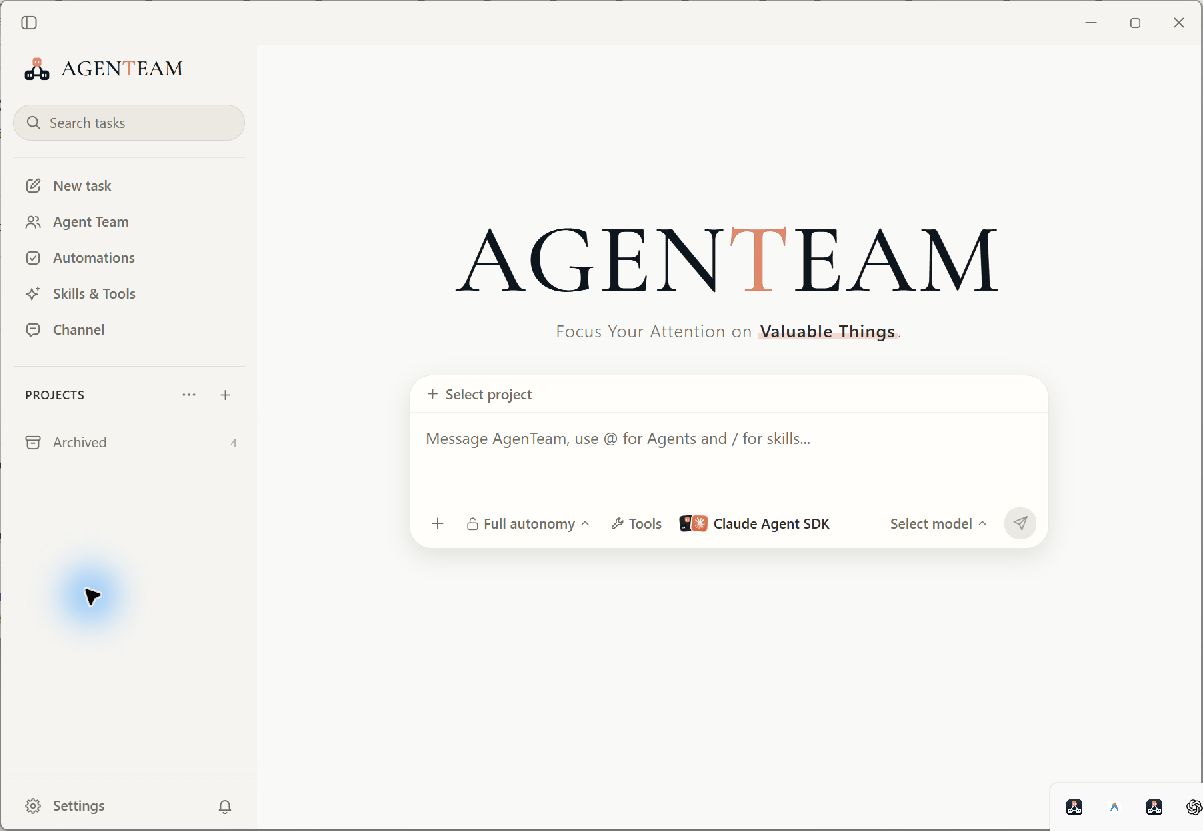 AGENTEAM
Search tasks
New task
Agent Team
Automations
Skills & Tools
Channel
PROJECTS
Archived 4
Settings
AGENTEAM
Focus Your Attention on Valuable Things.
+ Select project
Message AgenTeam, use @ for Agents and / for skills...
Full autonomy Tools Claude Agent SDK Select model